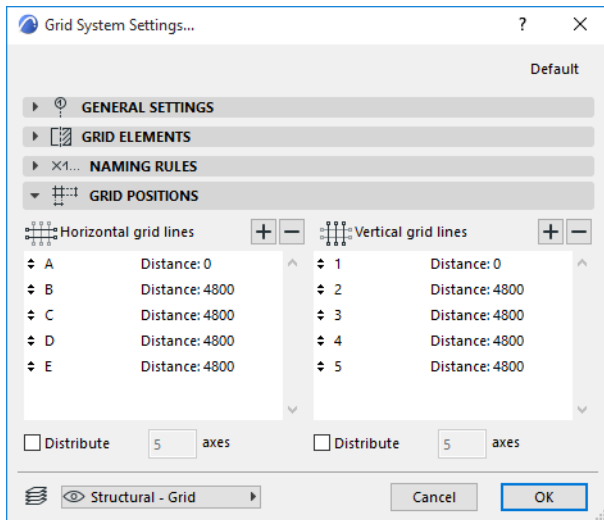 Grid System Settings... ?
Default
GENERAL SETTINGS
GRID ELEMENTS
X1... NAMING RULES
GRID POSITIONS
Horizontal grid lines
A Distance: 0
B Distance: 4800
C Distance: 4800
D Distance: 4800
E Distance: 4800
Distribute 5 axes
Vertical grid lines
1 Distance: 0
2 Distance: 4800
3 Distance: 4800
4 Distance: 4800
5 Distance: 4800
Distribute 5 axes
Structural - Grid
Cancel
OK